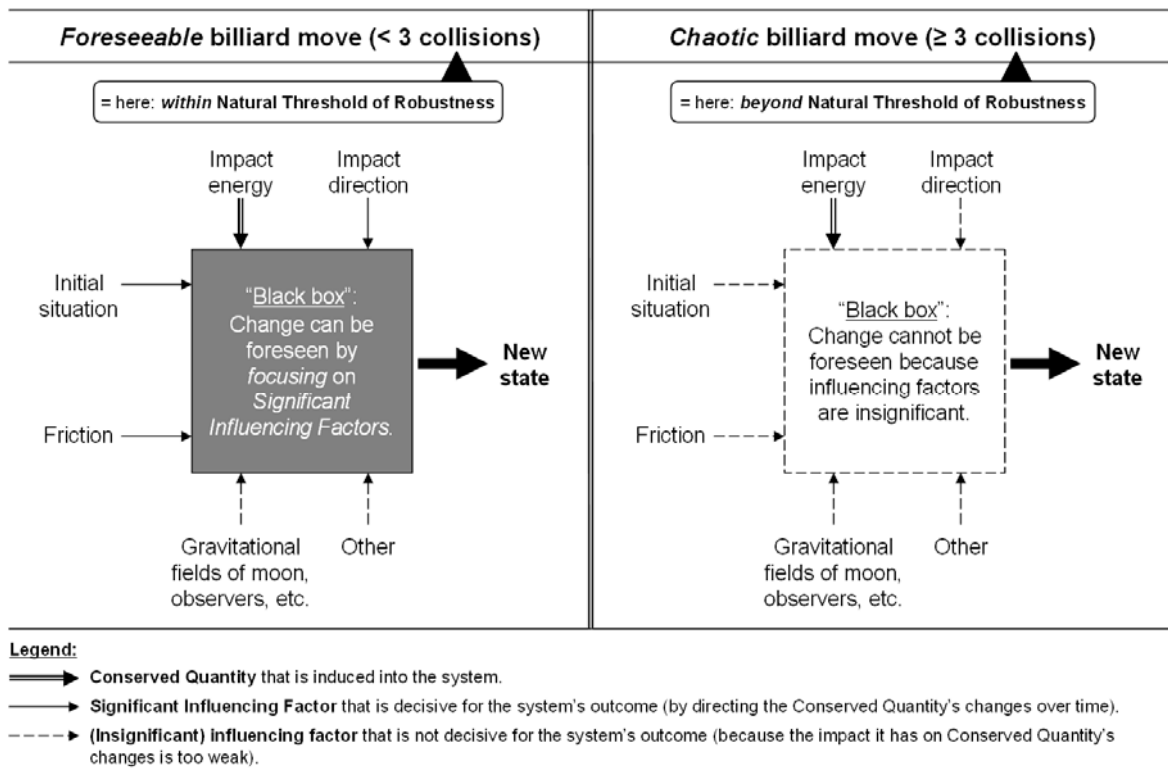 Foreseeable billiard move (< 3 collisions)
= here: within Natural Threshold of Robustness
Impact
energy
Impact
direction
Initial
situation
Friction
“Black box”:
Change can be
foreseen by
focusing on
Significant
Influencing Factors.
New
state
Gravitational
fields of moon,
observers, etc.
Other
Chaotic billiard move (≥ 3 collisions)
= here: beyond Natural Threshold of Robustness
Impact
energy
Impact
direction
Initial
situation
Friction
“Black box”:
Change cannot be
foreseen because
influencing factors
are insignificant.
New
state
Gravitational
fields of moon,
observers, etc.
Other
Legend:
Conserved Quantity that is induced into the system.
Significant Influencing Factor that is decisive for the system’s outcome (by directing the Conserved Quantity’s changes over time).
(Insignificant) influencing factor that is not decisive for the system’s outcome (because the impact it has on Conserved Quantity’s
changes is too weak).